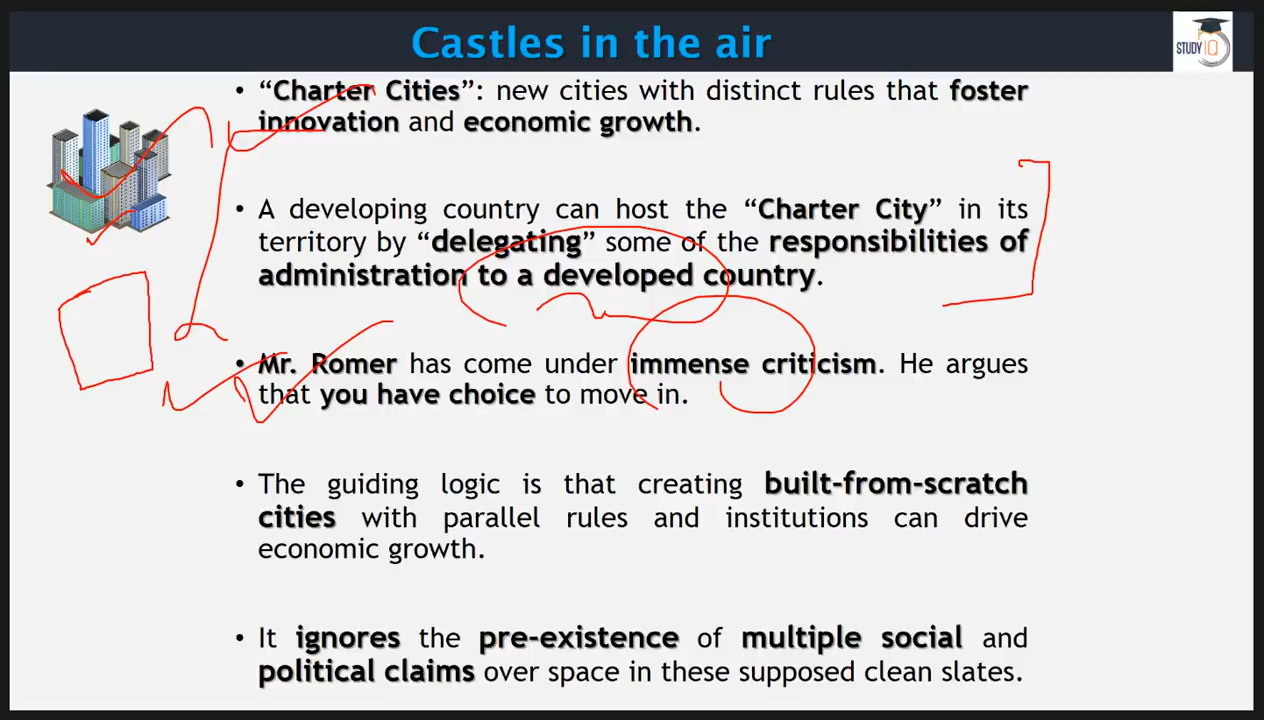 Castles in the air
STUDY IQ
• “Charter Cities”: new cities with distinct rules that foster
innovation and economic growth.
• A developing country can host the “Charter City” in its
territory by “delegating” some of the responsibilities of
administration to a developed country.
• Mr. Romer has come under immense criticism. He argues
that you have choice to move in.
• The guiding logic is that creating built-from-scratch
cities with parallel rules and institutions can drive
economic growth.
• It ignores the pre-existence of multiple social and
political claims over space in these supposed clean slates.